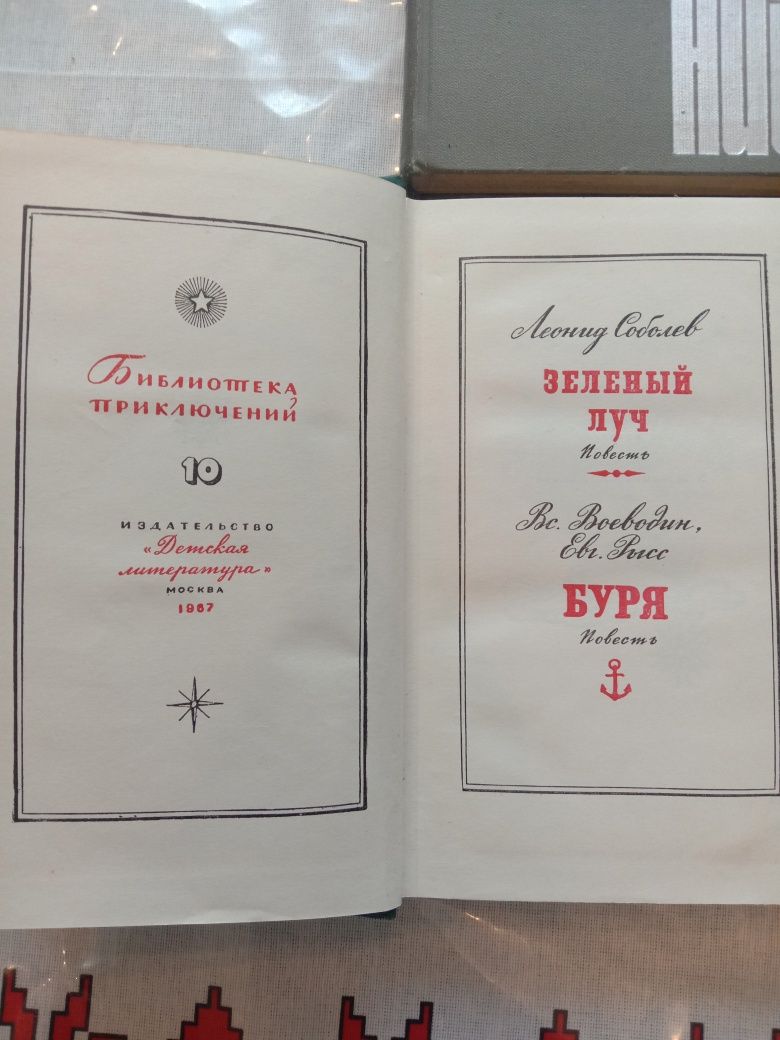 Библиотека
приключений
10
ИЗДАТЕЛЬСТВО
«Детская
литература»
МОСКВА
1967
Леонид Соболев
ЗЕЛЕНЫЙ
ЛУЧ
Повесть
Вс. Воеводин,
Евг. Рысс
БУРЯ
Повесть